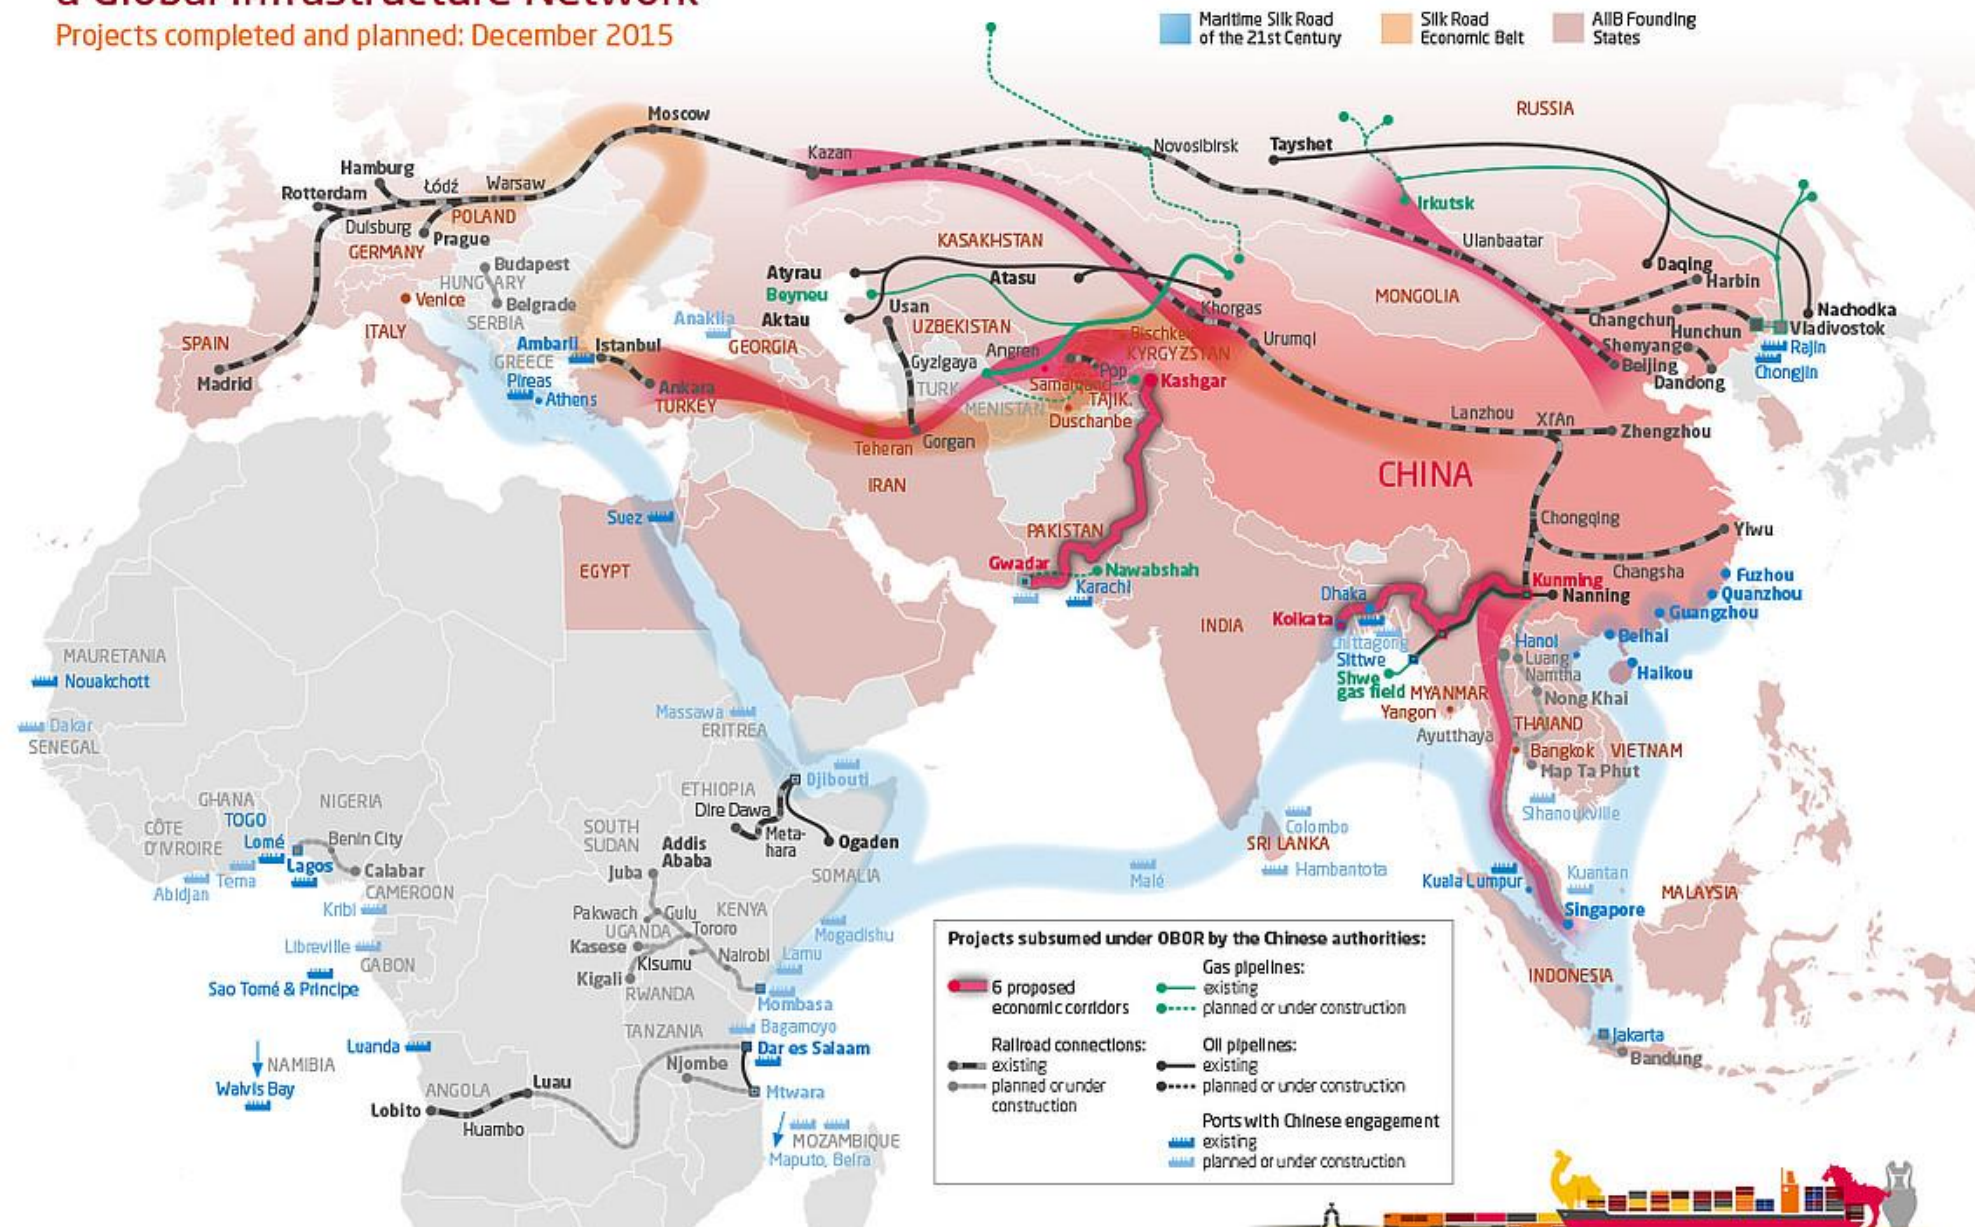 a Global Infrastructure Network
Projects completed and planned: December 2015
Maritime Silk Road
of the 21st Century
Silk Road
Economic Belt
AIIB Founding
States
Moscow
RUSSIA
Kazan
Novosibirsk
Tayshet
Hamburg
Rotterdam
Łódź
Warsaw
POLAND
Duisburg
Prague
GERMANY
Irkutsk
Ulanbaatar
KASAKHSTAN
Budapest
HUNGARY
Belgrade
SERBIA
Venice
ITALY
SPAIN
Madrid
Atyrau
Beyneu
Aktau
Atasu
Usan
UZBEKISTAN
Khorgas
Urumqi
MONGOLIA
Daqing
Harbin
Changchun
Hunchun
Nachodka
Vladivostok
Shenyang
Rajin
Chongjin
Beijing
Dandong
Anaklia
GEORGIA
Ambarli
Istanbul
GREECE
Pireas
Athens
Ankara
TURKEY
Gyzlgaya
Angren
Bischkek
KYRGYZSTAN
Pop
Samarqand
TAJIK.
Kashgar
TURK
MENISTAN
Duschanbe
Teheran
Gorgan
IRAN
Lanzhou
Xi'An
Zhengzhou
CHINA
Chongqing
Yiwu
Changsha
Fuzhou
Quanzhou
Guangzhou
Suez
EGYPT
PAKISTAN
Gwadar
Nawabshah
Karachi
INDIA
Dhaka
Kolkata
Chittagong
Sittwe
Shwe
gas field
MYANMAR
Yangon
Kunming
Nanning
Hanoi
Luang
Namtha
Beihai
Haikou
Nong Khai
THAIAND
Ayutthaya
Bangkok
VIETNAM
Map Ta Phut
Sihanoukville
MAURETANIA
Nouakchott
Dakar
SENEGAL
Massawa
ERITREA
Djibouti
ETHIOPIA
Dire Dawa
Meta-
hara
Addis
Ababa
Ogaden
SOMALIA
GHANA
NIGERIA
TOGO
CÔTE
D'IVROIRE
Lomé
Benin City
Lagos
Calabar
Tema
Abidjan
CAMEROON
Kribi
SOUTH
SUDAN
Juba
Pakwach
Gulu
KENYA
UGANDA
Tororo
Kasese
Kisumu
Nairobi
Kigali
RWANDA
Mogadishu
Lamu
Mombasa
Libreville
GABON
Sao Tomé & Principe
TANZANIA
Bagamoyo
Dar es Salaam
Njombe
Mtwara
Luanda
NAMIBIA
Walvis Bay
ANGOLA
Luau
Lobito
Huambo
MOZAMBIQUE
Maputo, Beira
Colombo
SRI LANKA
Hambantota
Malé
Kuala Lumpur
Kuantan
MALAYSIA
Singapore
INDONESIA
Jakarta
Bandung
Projects subsumed under OBOR by the Chinese authorities:
6 proposed
economic corridors
Gas pipelines:
existing
planned or under construction
Railroad connections:
existing
planned or under
construction
Oil pipelines:
existing
planned or under construction
Ports with Chinese engagement
existing
planned or under construction